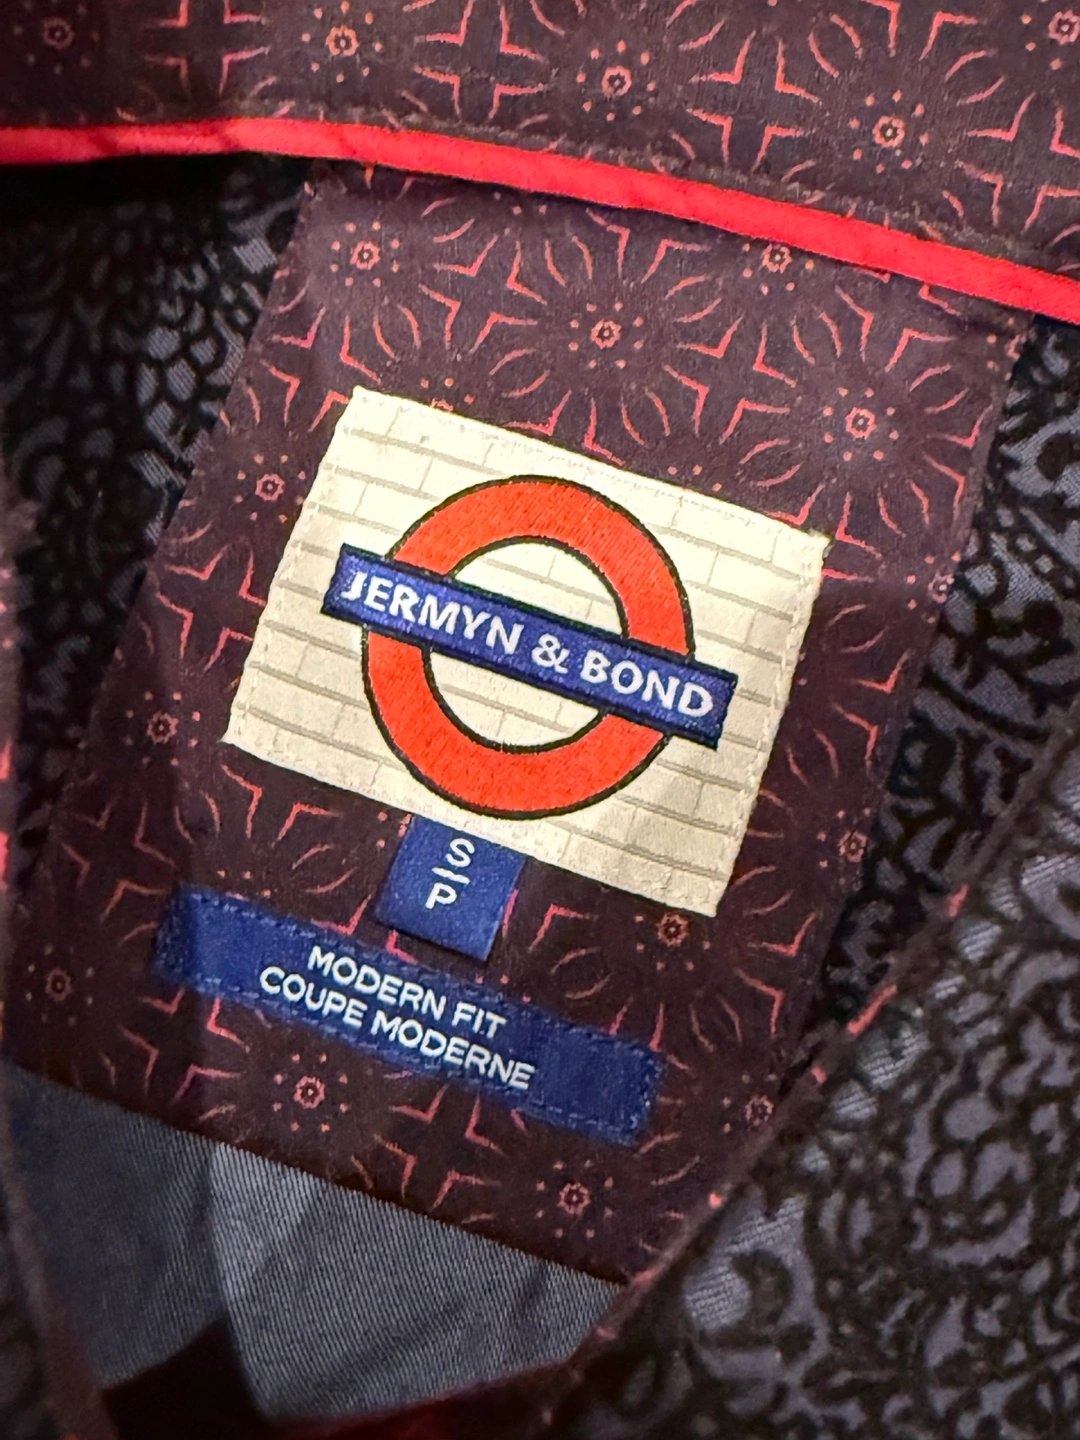 JERMYN & BOND
S
P
MODERN FIT
COUPE MODERNE